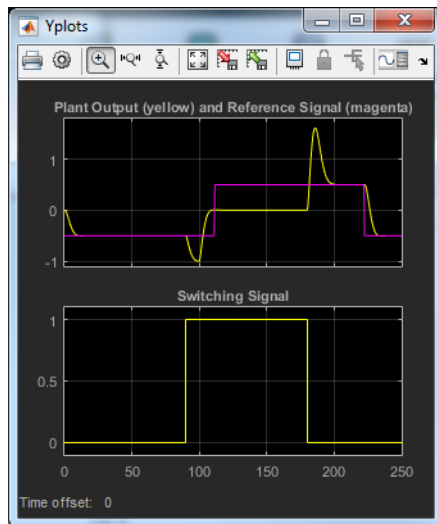 Yplots
Plant Output (yellow) and Reference Signal (magenta)
1
0
-1
Switching Signal
1
0.5
0
0 50 100 150 200 250
Time offset: 0